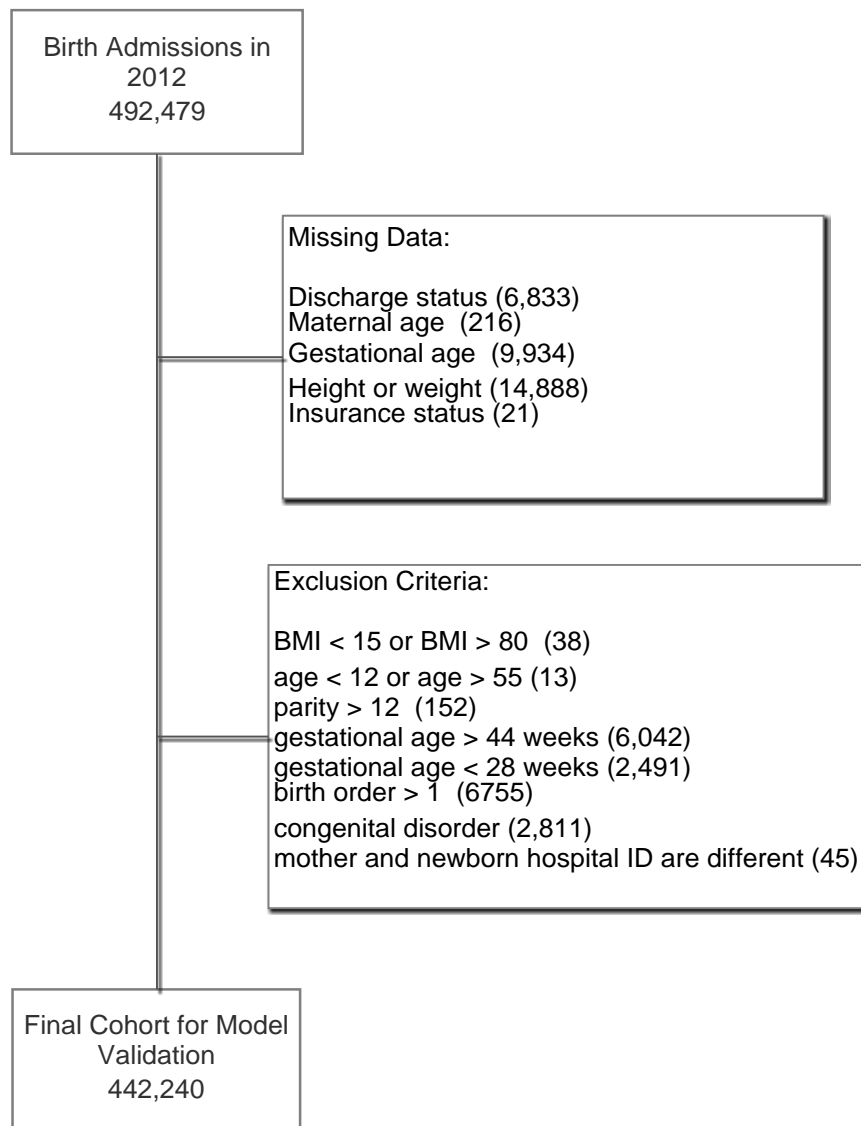 Birth Admissions in
2012
492,479
Missing Data:
Discharge status (6,833)
Maternal age (216)
Gestational age (9,934)
Height or weight (14,888)
Insurance status (21)
Exclusion Criteria:
BMI < 15 or BMI > 80 (38)
age < 12 or age > 55 (13)
parity > 12 (152)
gestational age > 44 weeks (6,042)
gestational age < 28 weeks (2,491)
birth order > 1 (6755)
congenital disorder (2,811)
mother and newborn hospital ID are different (45)
Final Cohort for Model
Validation
442,240